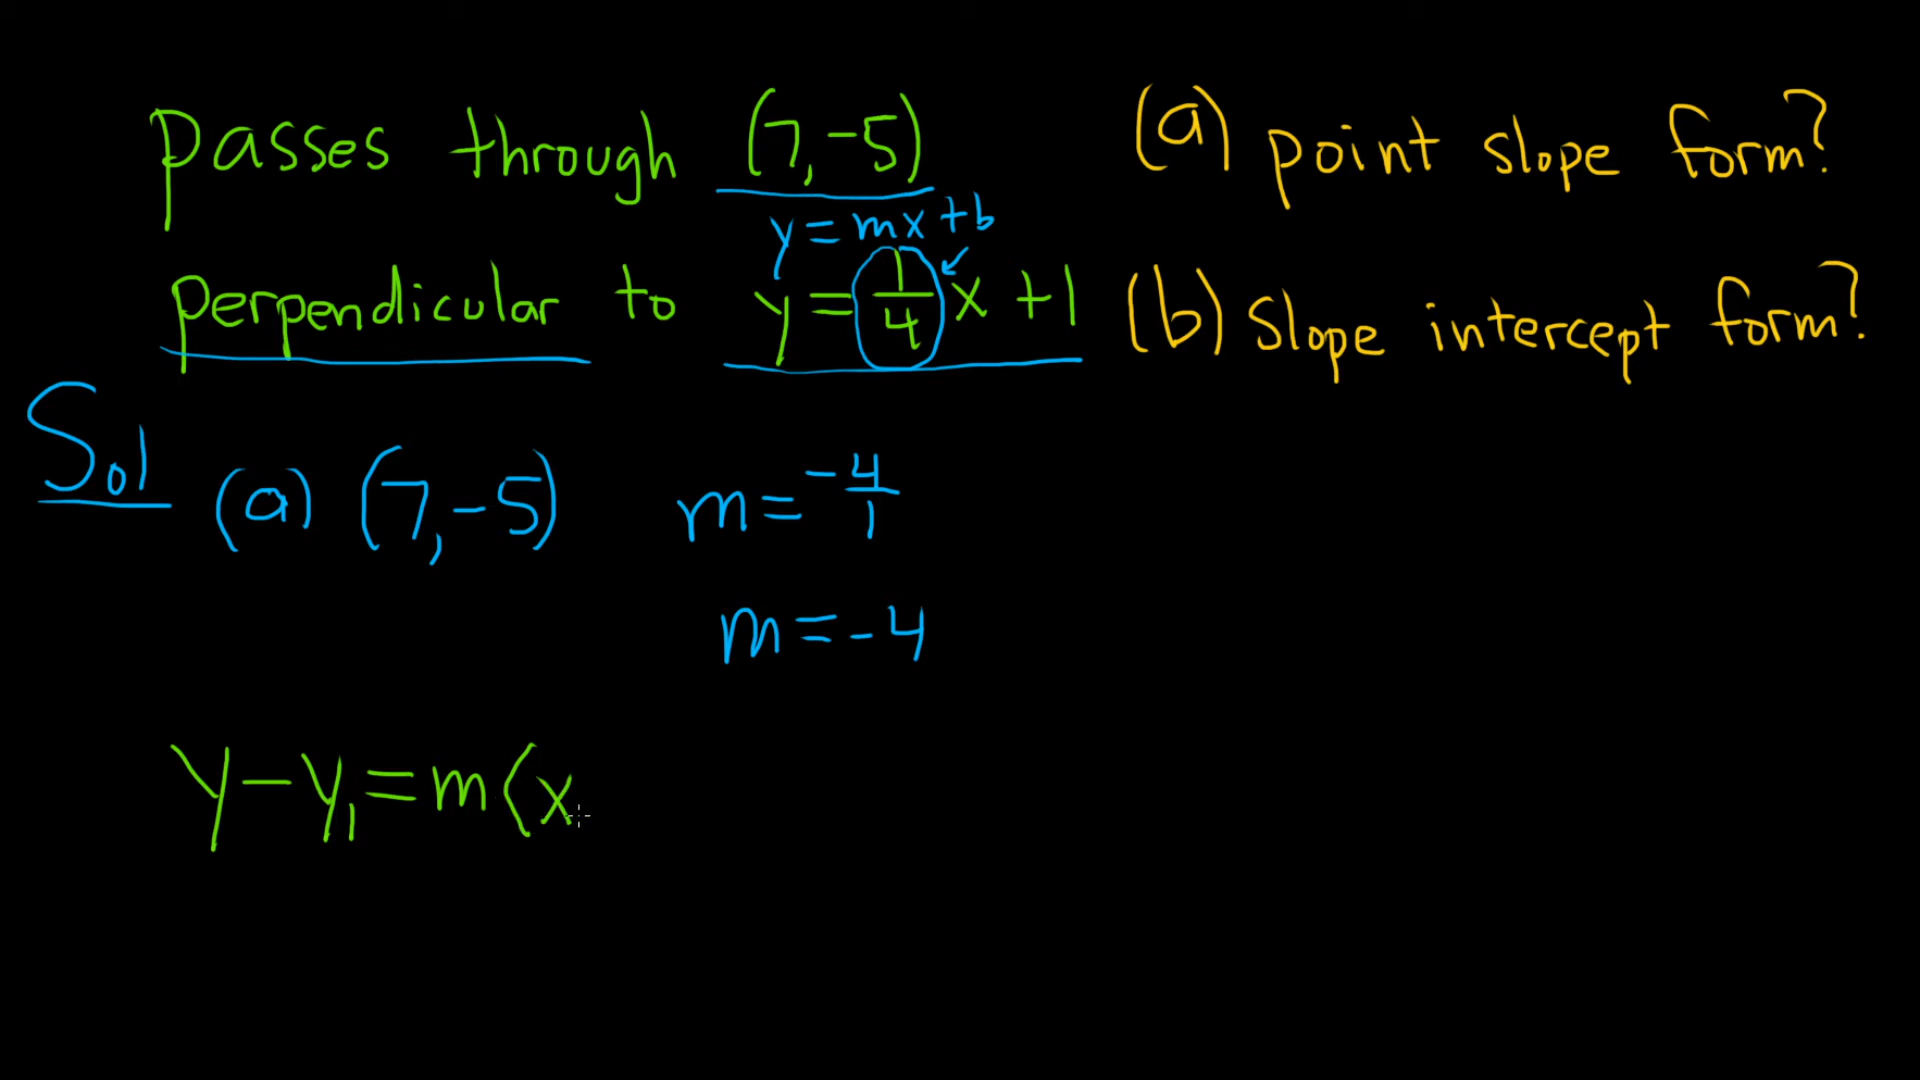 Passes through (7,-5)
(a) point slope form?
y = mx + b
perpendicular to y = 1/4 x + 1
(b) Slope intercept form?
Sol
(a) (7,-5) m = -4/1
m = -4
y - y₁ = m(x